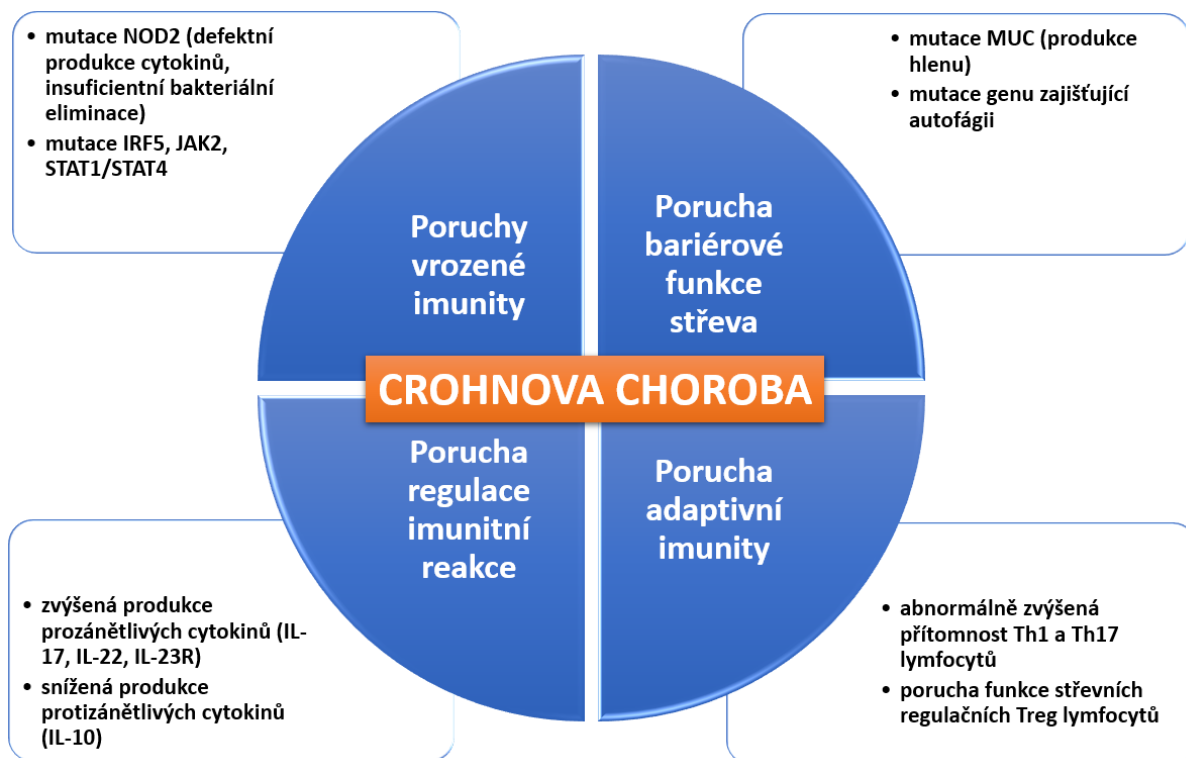 • mutace NOD2 (defektní
produkce cytokinů,
insuficientní bakteriální
eliminace)
• mutace IRF5, JAK2,
STAT1/STAT4
• mutace MUC (produkce
hlenu)
• mutace genu zajišťující
autofágii
Poruchy
vrozené
imunity
Porucha
bariérové
funkce
střeva
CROHNOVA CHOROBA
Porucha
regulace
imunitní
reakce
Porucha
adaptivní
imunity
• zvýšená produkce
prozánětlivých cytokinů (IL-
17, IL-22, IL-23R)
• snížená produkce
protizánětlivých cytokinů
(IL-10)
• abnormálně zvýšená
přítomnost Th1 a Th17
lymfocytů
• porucha funkce střevních
regulačních Treg lymfocytů